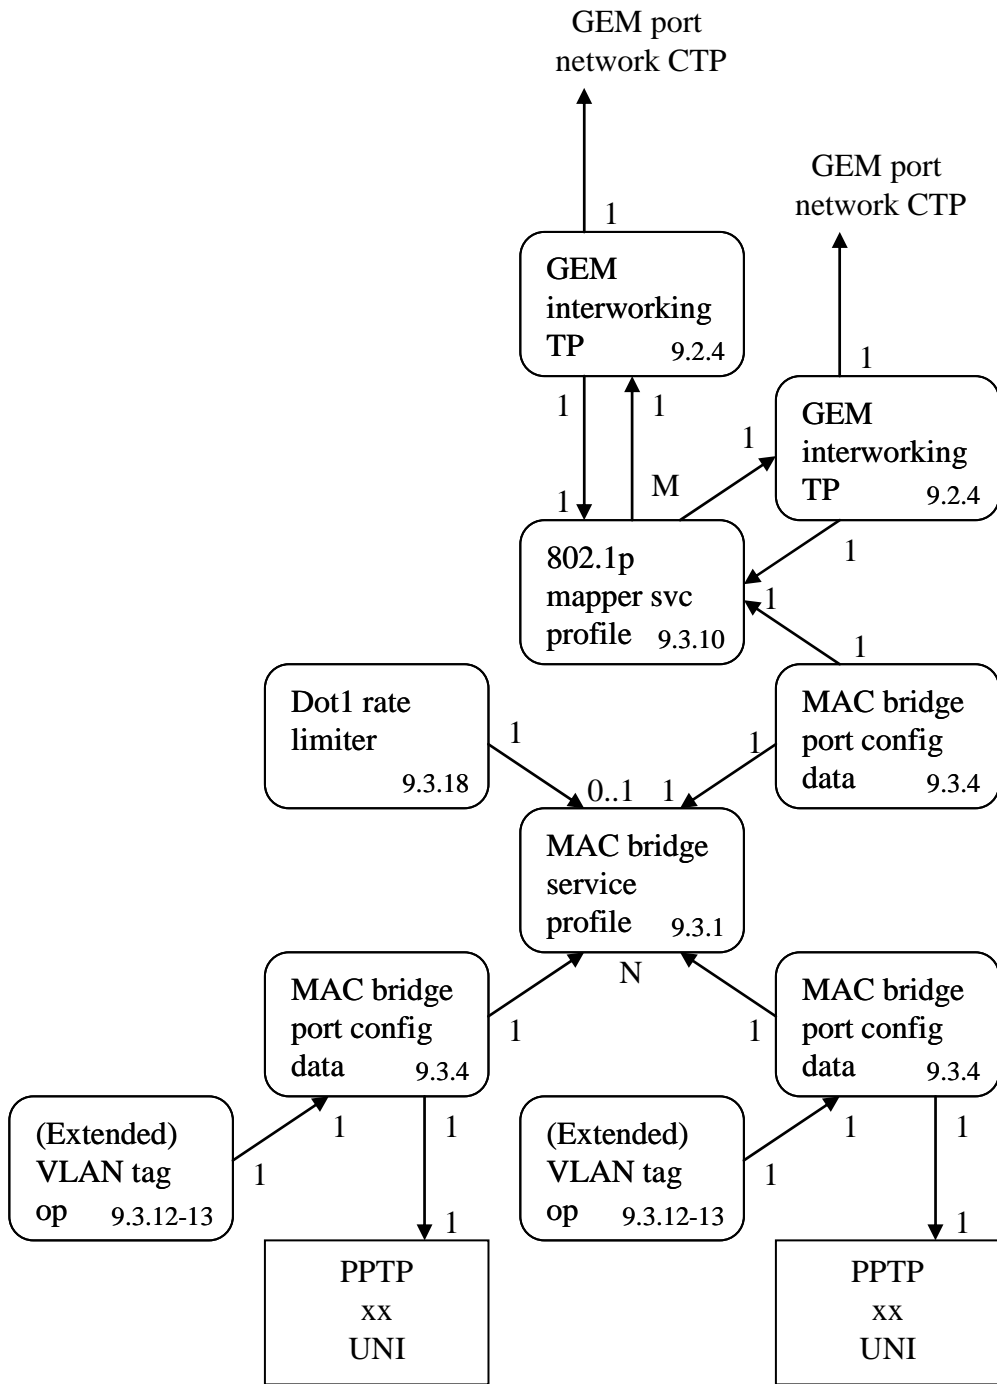 GEM port
network CTP
GEM port
network CTP
1
GEM
interworking
TP 9.2.4
1
1
1
GEM
interworking
TP 9.2.4
1
M
1
1
802.1p
mapper svc
profile 9.3.10
1
1
1
Dot1 rate
limiter
9.3.18
MAC bridge
port config
data 9.3.4
1
1
0..1
1
MAC bridge
service
profile 9.3.1
N
MAC bridge
port config
data 9.3.4
1
MAC bridge
port config
data 9.3.4
1
(Extended)
VLAN tag
op 9.3.12-13
1
1
1
1
(Extended)
VLAN tag
op 9.3.12-13
1
1
1
1
PPTP
xx
UNI
PPTP
xx
UNI